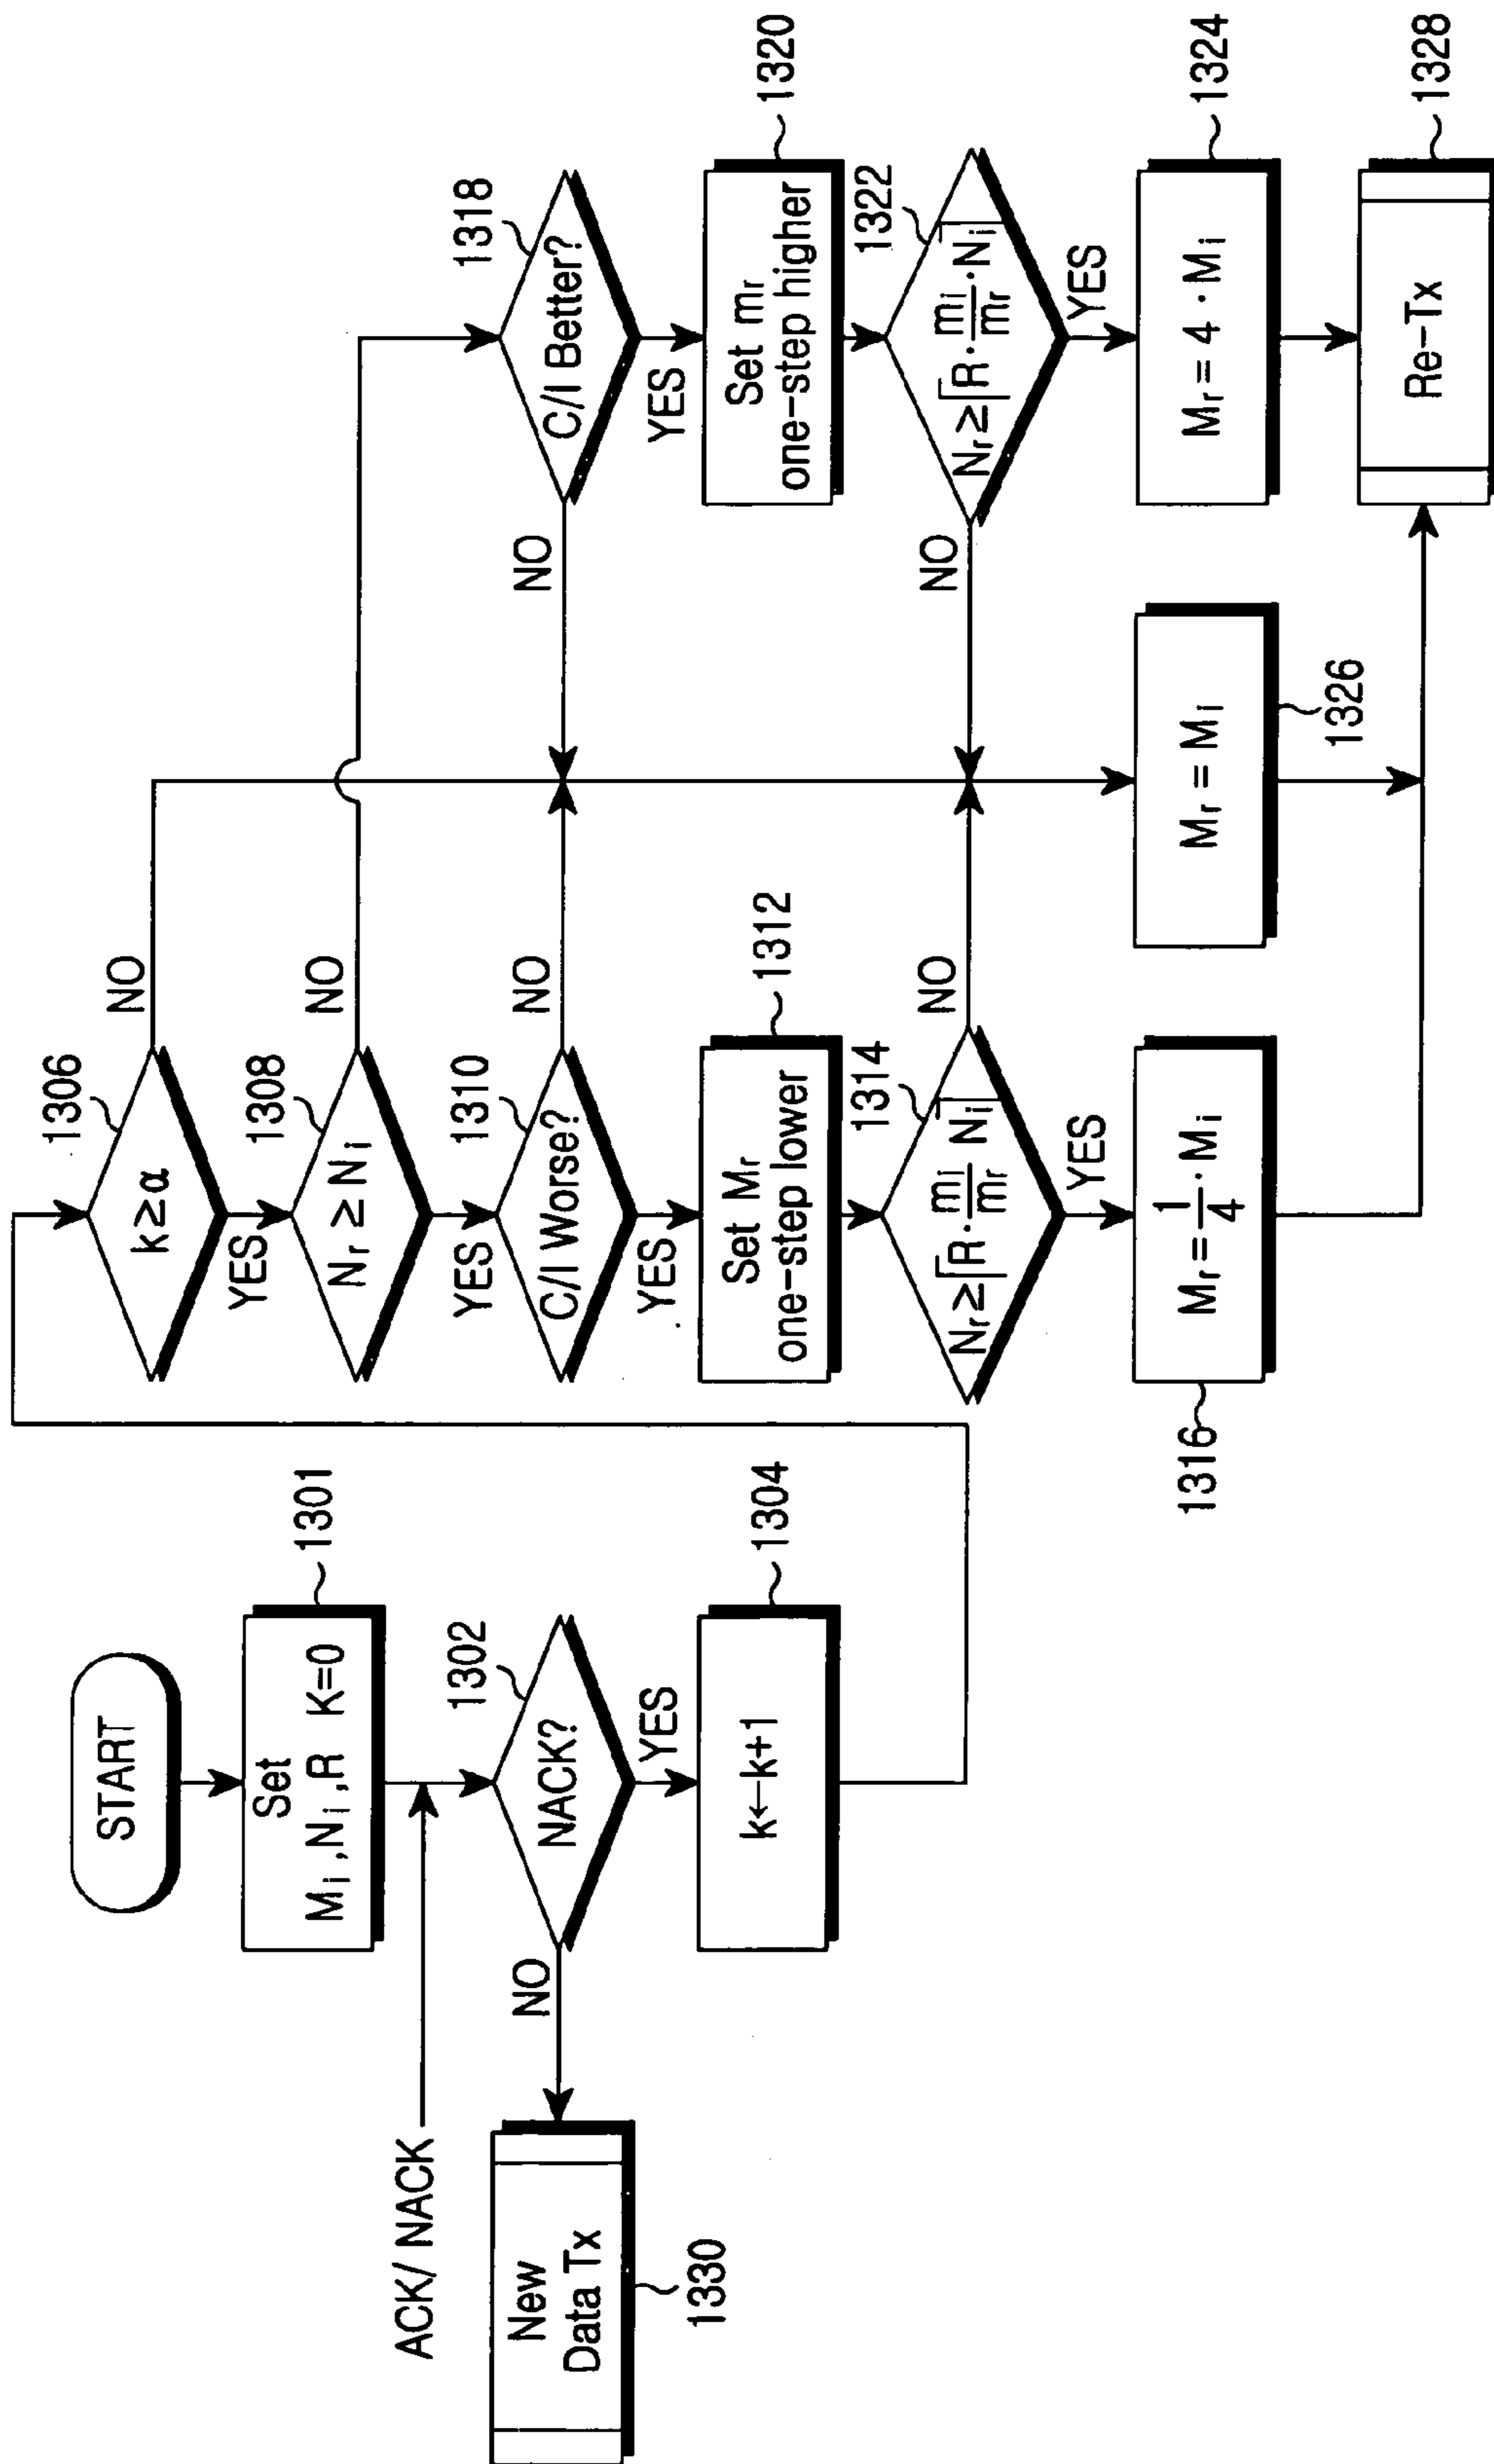 START
Set
Mi,Ni,R K=0
1301
ACK/NACK
NACK?
1302
NO
YES
New
Data Tx
1330
k←k+1
1304
k≥α
1306
NO
YES
Nr ≥ Ni
1308
NO
YES
C/I Worse?
1310
NO
YES
Set Mr
one-step lower
1312
Nr≥⌈R·mi/mr Ni⌉
1314
NO
YES
Mr=1/4·Mi
1316
C/I Better?
1318
NO
YES
Set mr
one-step higher
1320
Nr≥⌈R·mi/mr·Ni⌉
1322
NO
YES
Mr=4·Mi
1324
Mr=Mi
1326
Re-Tx
1328